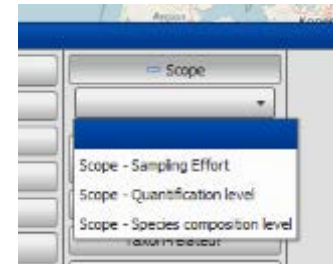 Scope
Scope - Sampling Effort
Scope - Quantification level
Scope - Species composition level